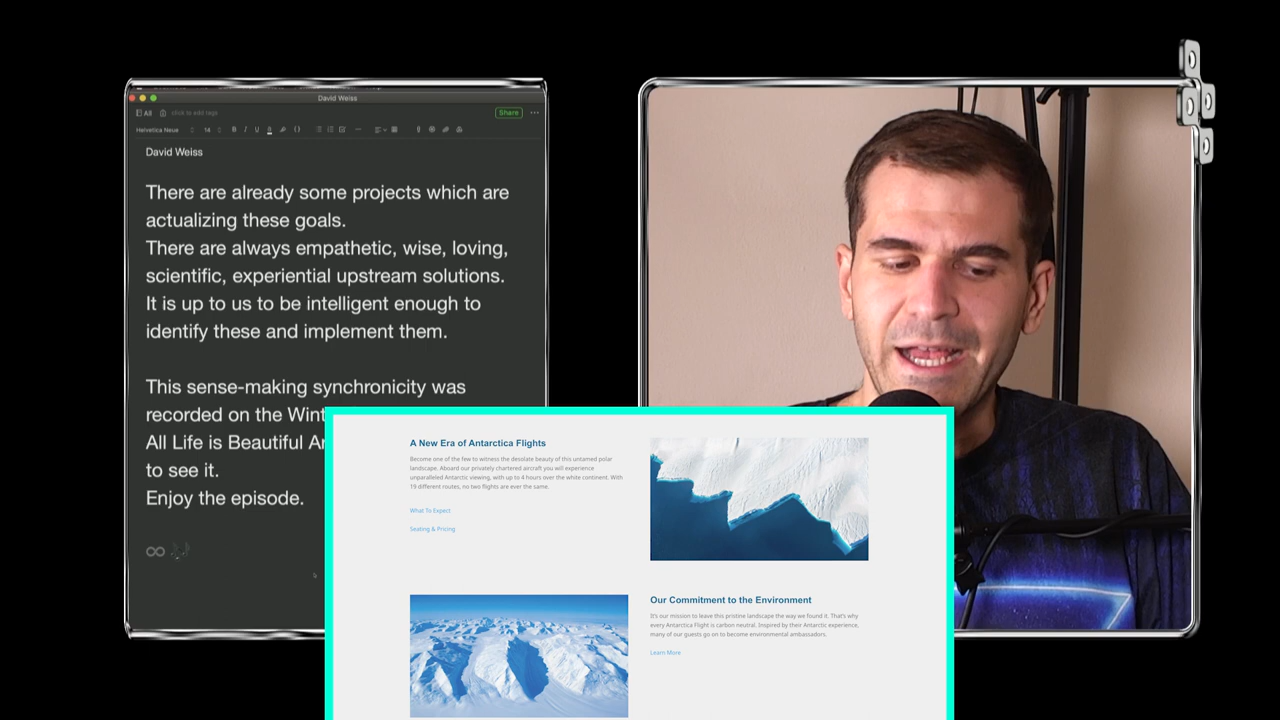 David Weiss
All
click to add tags
Share
Helvetica Neue
14
B I U
David Weiss
There are already some projects which are
actualizing these goals.
There are always empathetic, wise, loving,
scientific, experiential upstream solutions.
It is up to us to be intelligent enough to
identify these and implement them.
This sense-making synchronicity was
recorded on the
All Life is Beautiful
to see it.
Enjoy the episode.
A New Era of Antarctica Flights
Become one of the few to witness the desolate beauty of this untamed polar
landscape. Aboard our privately chartered aircraft you will experience
unparalleled Antarctic viewing, with up to 4 hours over the white continent. With
19 different routes, no two flights are ever the same.
What To Expect
Seating & Pricing
Our Commitment to the Environment
It's our mission to leave this pristine landscape the way we found it. That's why
every Antarctica Flight is carbon neutral. Inspired by their Antarctic experience,
many of our guests go on to become environmental ambassadors.
Learn More